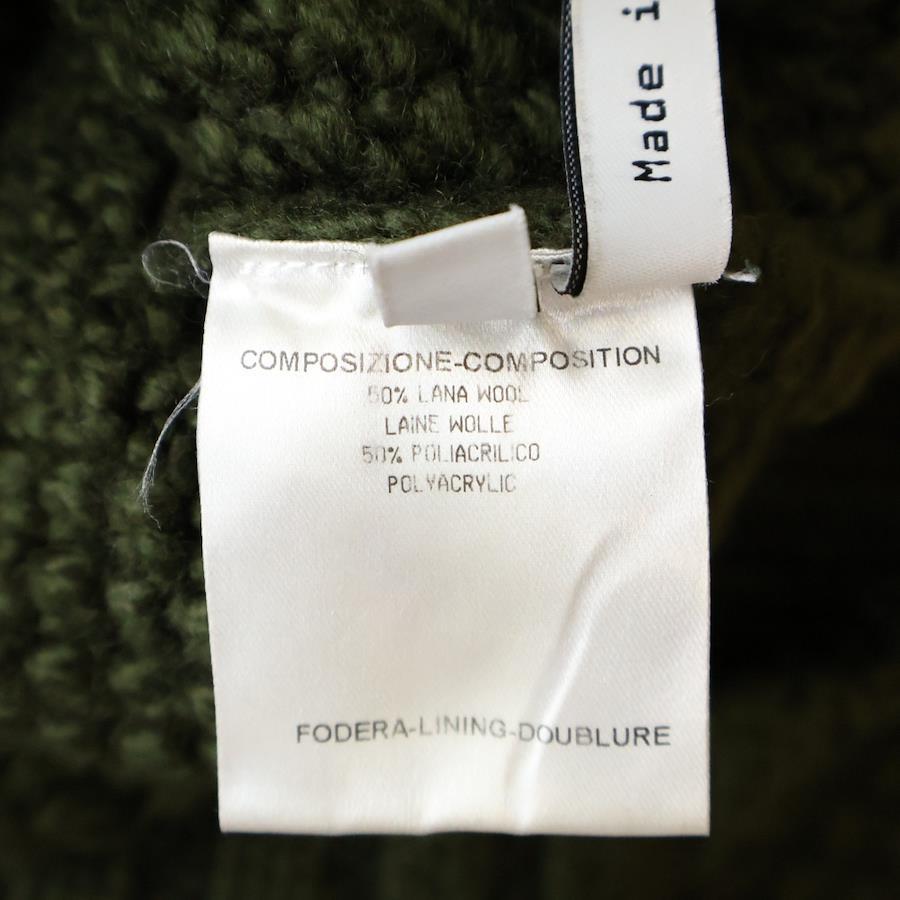 Made i
COMPOSIZIONE-COMPOSITION
50% LANA WOOL
LAINE WOLLE
50% POLIACRILICO
POLYACRYLIC
FODERA-LINING-DOUBLURE